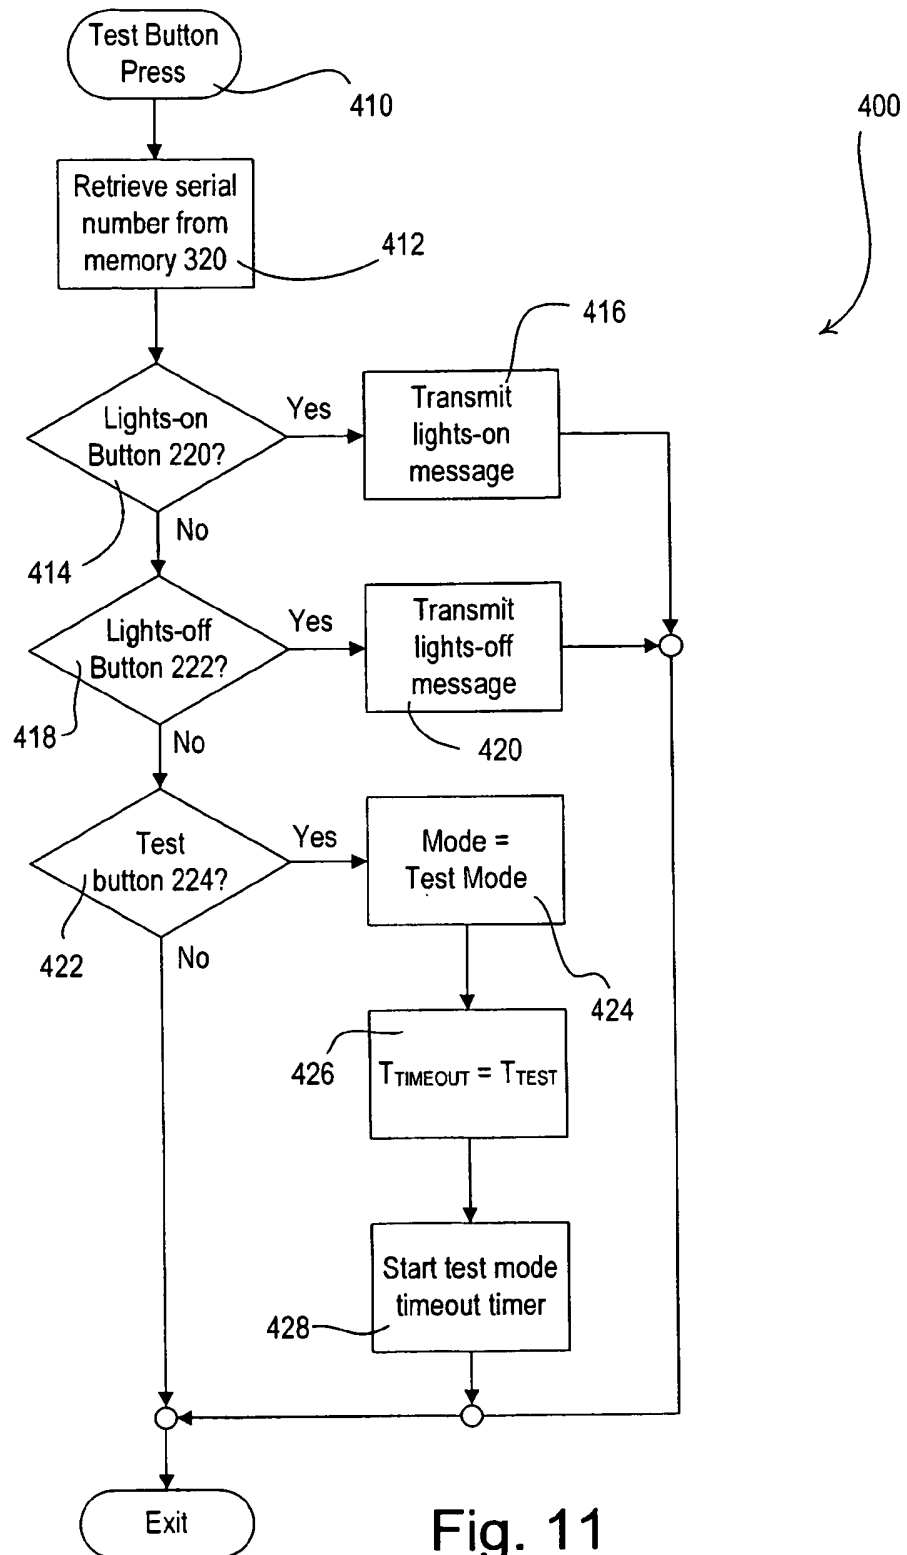 Test Button
Press
410
400
Retrieve serial
number from
memory 320
412
416
Lights-on
Button 220?
Yes
Transmit
lights-on
message
414
No
Lights-off
Button 222?
Yes
Transmit
lights-off
message
418
No
420
Test
button 224?
Yes
Mode =
Test Mode
422
No
424
426
TTIMEOUT = TTEST
Start test mode
timeout timer
428
Exit
Fig. 11